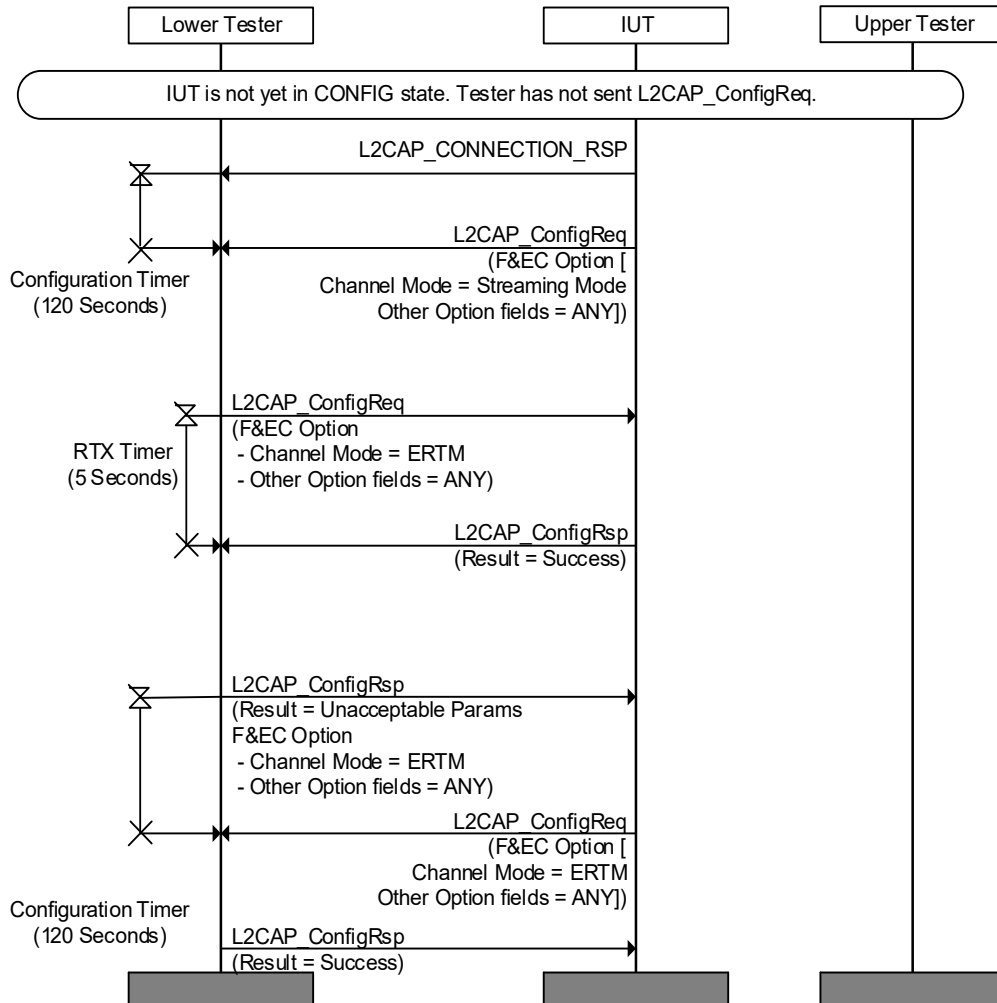 Lower Tester
IUT
Upper Tester
IUT is not yet in CONFIG state. Tester has not sent L2CAP_ConfigReq.
L2CAP_CONNECTION_RSP
L2CAP_ConfigReq
(F&EC Option [
Channel Mode = Streaming Mode
Other Option fields = ANY])
Configuration Timer
(120 Seconds)
L2CAP_ConfigReq
(F&EC Option
- Channel Mode = ERTM
- Other Option fields = ANY)
RTX Timer
(5 Seconds)
L2CAP_ConfigRsp
(Result = Success)
L2CAP_ConfigRsp
(Result = Unacceptable Params
F&EC Option
- Channel Mode = ERTM
- Other Option fields = ANY)
L2CAP_ConfigReq
(F&EC Option [
Channel Mode = ERTM
Other Option fields = ANY])
Configuration Timer
(120 Seconds)
L2CAP_ConfigRsp
(Result = Success)